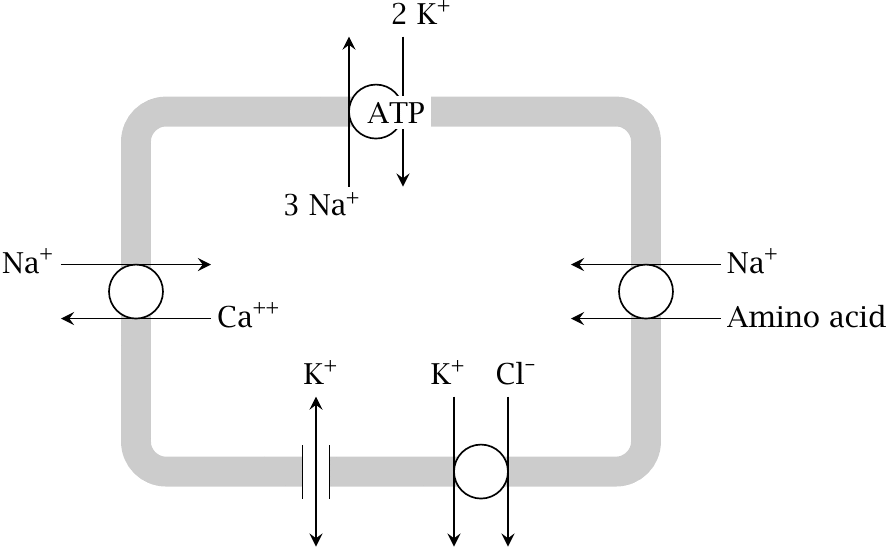 2 K⁺
ATP
3 Na⁺
Na⁺
Ca⁺⁺
Na⁺
Amino acid
K⁺
K⁺
Cl⁻